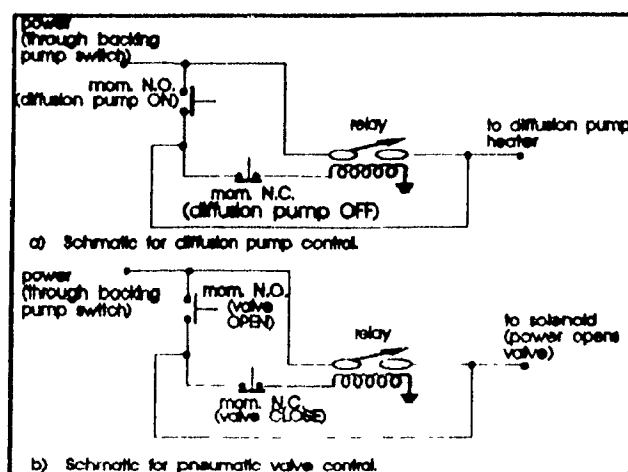 power
(through backing
pump switch)
mom. N.O.
(diffusion pump ON)
relay
to diffusion pump
heater
mom. N.C.
(diffusion pump OFF)
a) Schmatic for diffusion pump control.
power
(through backing
pump switch)
mom. N.O.
(valve
OPEN)
relay
to solenoid
(power opens
valve)
mom. N.C.
(valve CLOSE)
b) Schmatic for pneumatic valve control.